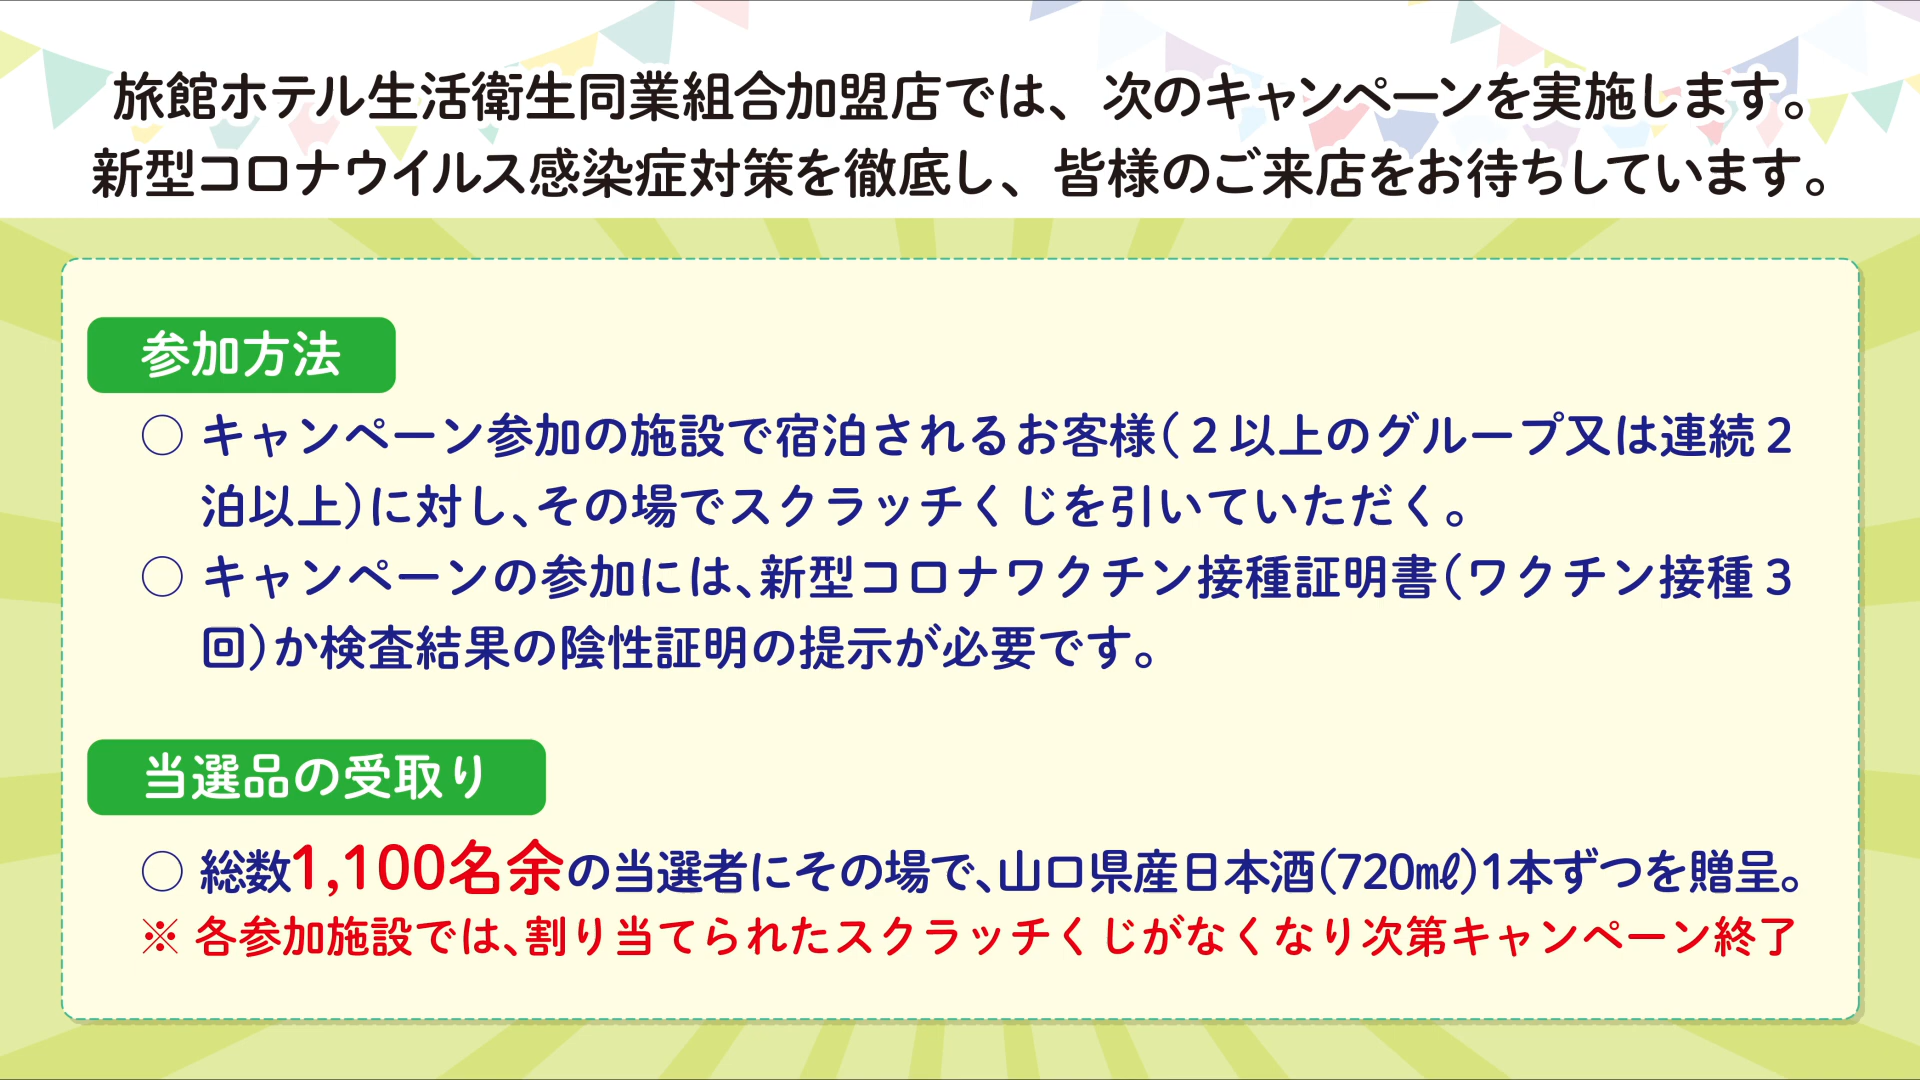 旅館ホテル生活衛生同業組合加盟店では、次のキャンペーンを実施します。
新型コロナウイルス感染症対策を徹底し、皆様のご来店をお待ちしています。
参加方法
○ キャンペーン参加の施設で宿泊されるお客様(２以上のグループ又は連続２
泊以上)に対し、その場でスクラッチくじを引いていただく。
○ キャンペーンの参加には、新型コロナワクチン接種証明書(ワクチン接種３
回)か検査結果の陰性証明の提示が必要です。
当選品の受取り
○ 総数1,100名余の当選者にその場で、山口県産日本酒(720㎖)1本ずつを贈呈。
※ 各参加施設では、割り当てられたスクラッチくじがなくなり次第キャンペーン終了